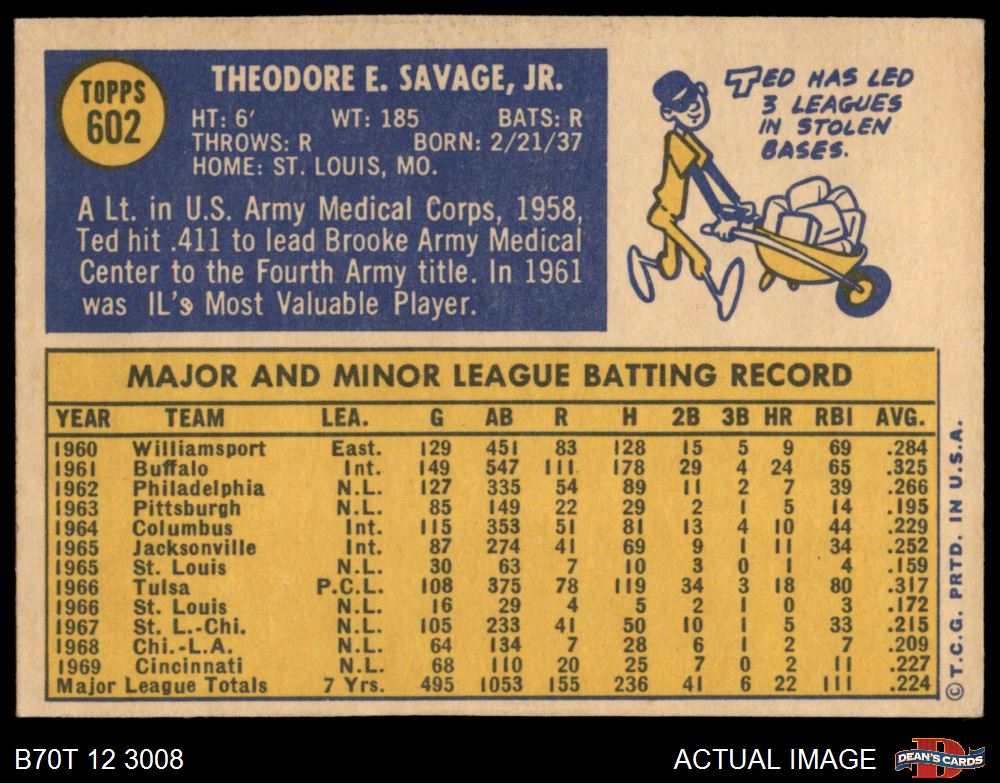 TOPPS
602
THEODORE E. SAVAGE, JR.
HT: 6' WT: 185 BATS: R
THROWS: R BORN: 2/21/37
HOME: ST. LOUIS, MO.
A Lt. in U.S. Army Medical Corps, 1958,
Ted hit .411 to lead Brooke Army Medical
Center to the Fourth Army title. In 1961
was IL's Most Valuable Player.
TED HAS LED
3 LEAGUES
IN STOLEN
BASES.
MAJOR AND MINOR LEAGUE BATTING RECORD
YEAR TEAM LEA. G AB R H 2B 3B HR RBI AVG.
1960 Williamsport East. 129 451 83 128 15 5 9 69 .284
1961 Buffalo Int. 149 547 111 178 29 4 24 65 .325
1962 Philadelphia N.L. 127 335 54 89 11 2 7 39 .266
1963 Pittsburgh N.L. 85 149 22 29 2 1 5 14 .195
1964 Columbus Int. 115 353 51 81 13 4 10 44 .229
1965 Jacksonville Int. 87 274 41 69 9 1 11 34 .252
1965 St. Louis N.L. 30 63 7 10 3 0 1 4 .159
1966 Tulsa P.C.L. 108 375 78 119 34 3 18 80 .317
1966 St. Louis N.L. 16 29 4 5 2 1 0 3 .172
1967 St. L.-Chi. N.L. 105 233 41 50 10 1 5 33 .215
1968 Chi.-L.A. N.L. 64 134 7 28 6 1 2 7 .209
1969 Cincinnati N.L. 68 110 20 25 7 0 2 11 .227
Major League Totals 7 Yrs. 495 1053 155 236 41 6 22 111 .224
© T.C.G. PRTD. IN U.S.A.
B70T 12 3008
ACTUAL IMAGE
D
DEAN'S CARDS